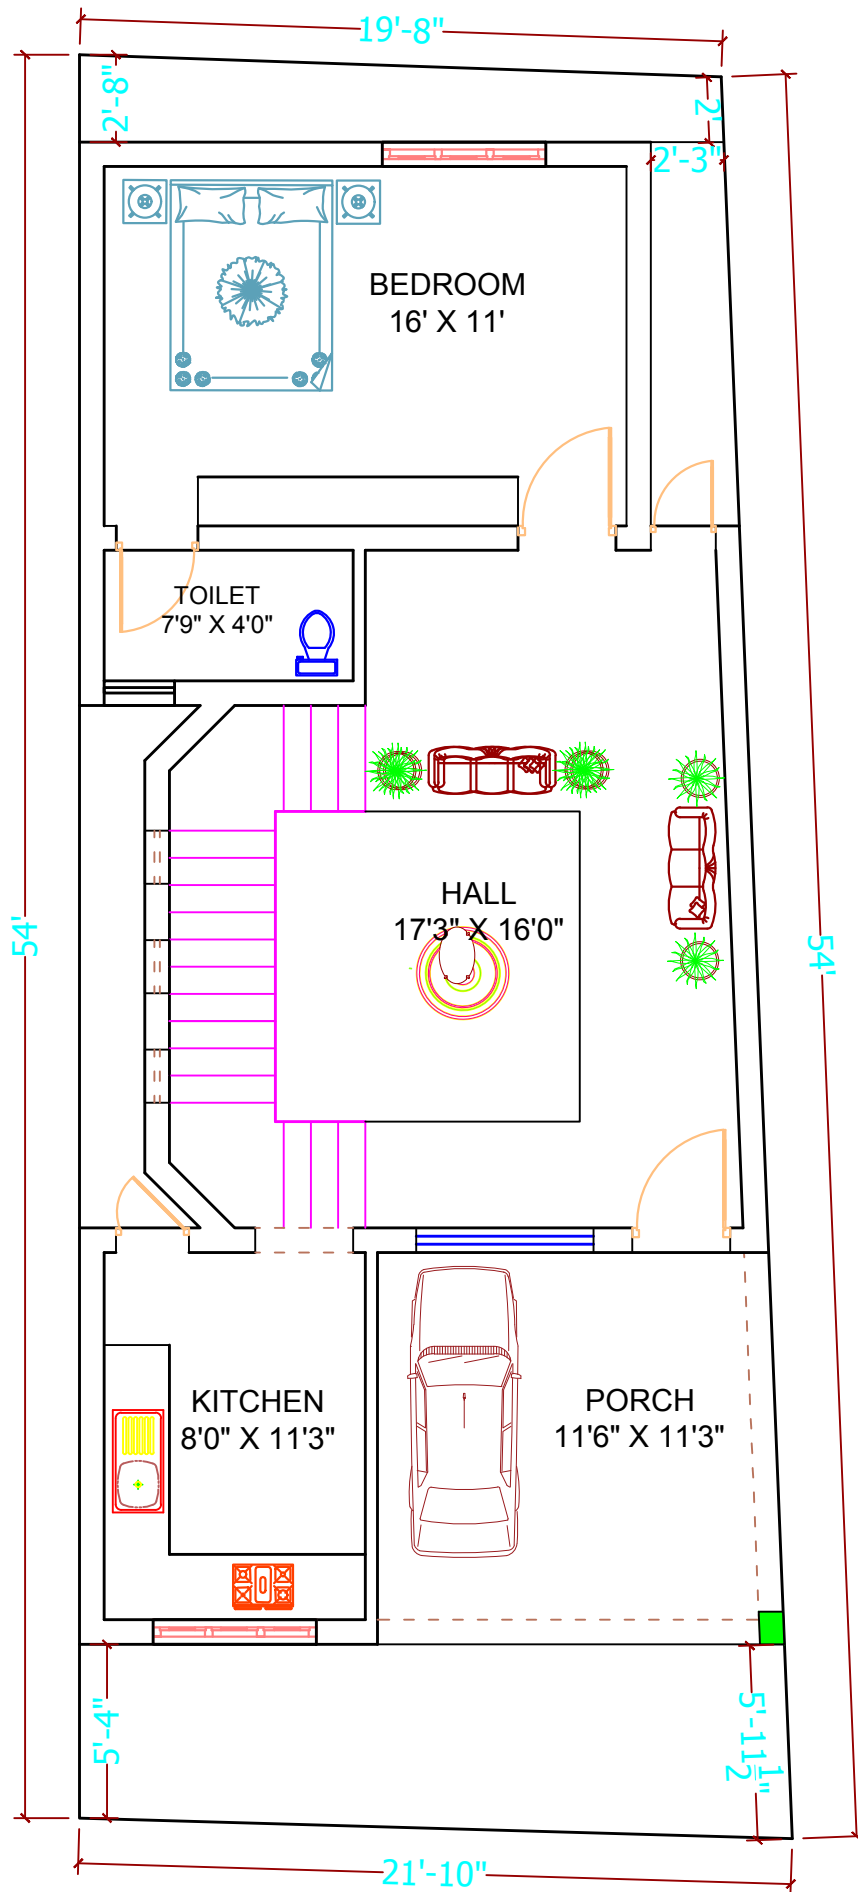 19'-8"
2'-8"
2'
2'-3"
BEDROOM
16' X 11'
TOILET
7'9" X 4'0"
HALL
17'3" X 16'0"
54'
54'
KITCHEN
8'0" X 11'3"
PORCH
11'6" X 11'3"
5'-4"
5'-11 1/2"
21'-10"